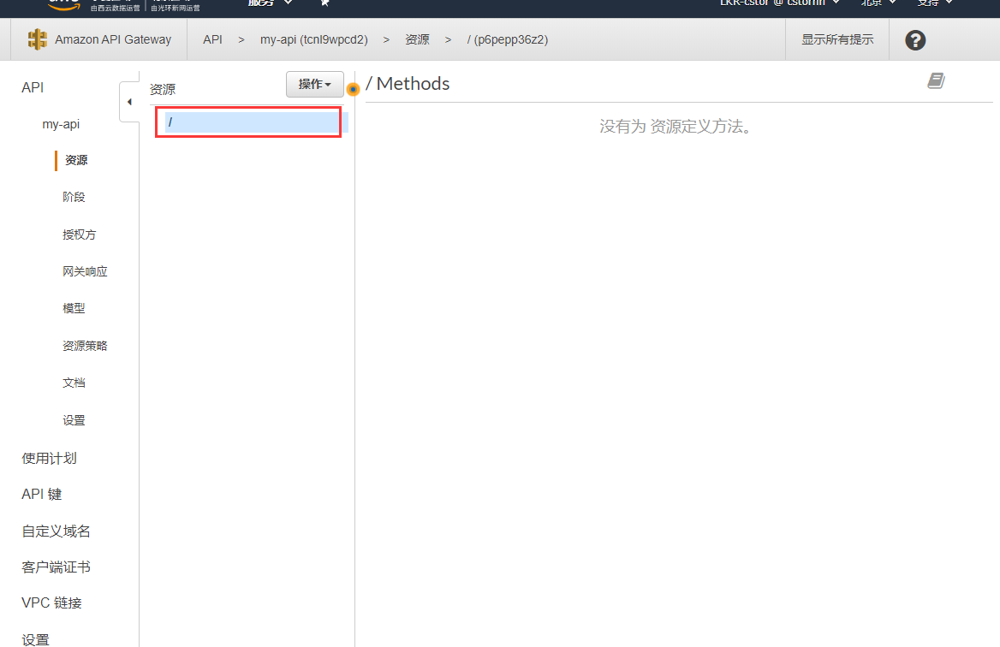 由西云数据运营 由光环新网运营
服务 LKR-cstor @ cstorfin 北京 支持
Amazon API Gateway API > my-api (tcnl9wpcd2) > 资源 > / (p6pepp36z2) 显示所有提示 ?
API
my-api
资源
阶段
授权方
网关响应
模型
资源策略
文档
设置
使用计划
API 键
自定义域名
客户端证书
VPC 链接
设置
资源 操作
/
/ Methods
没有为 资源定义方法。